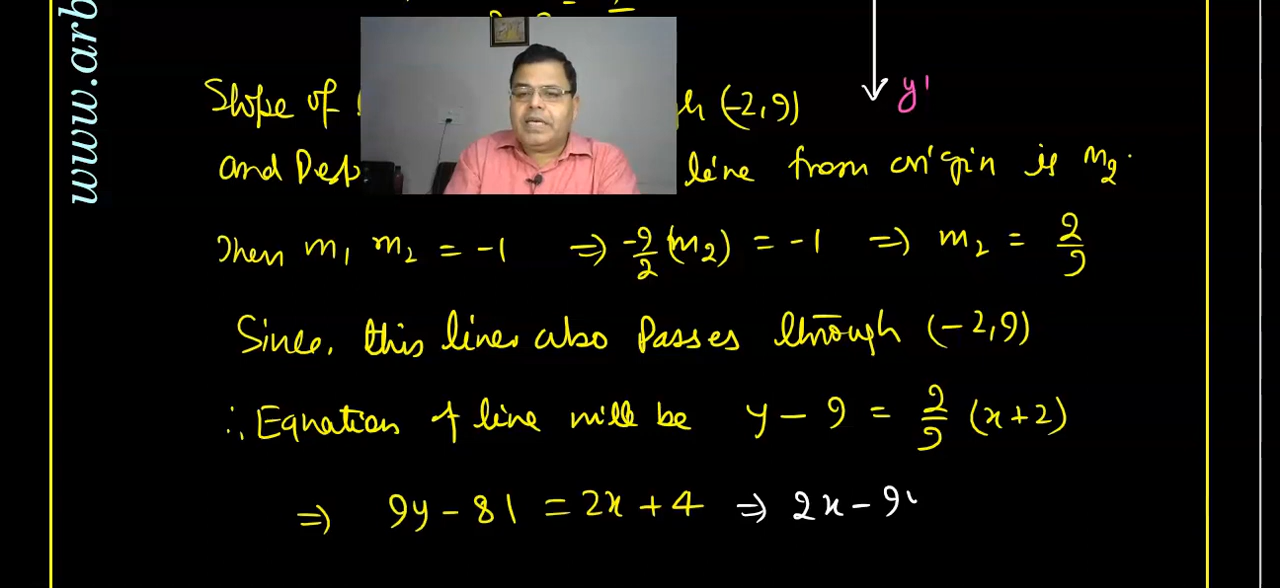 www.arb
Slope of (-2,9)
y'
and line from origin is m₂.
Then m₁ m₂ = -1 ⇒ -9/2 (m₂) = -1 ⇒ m₂ = 2/9
Since, this line also Passes through (-2,9)
∴ Equation of line will be y - 9 = 2/9 (x+2)
⇒ 9y - 81 = 2x + 4 ⇒ 2x - 9